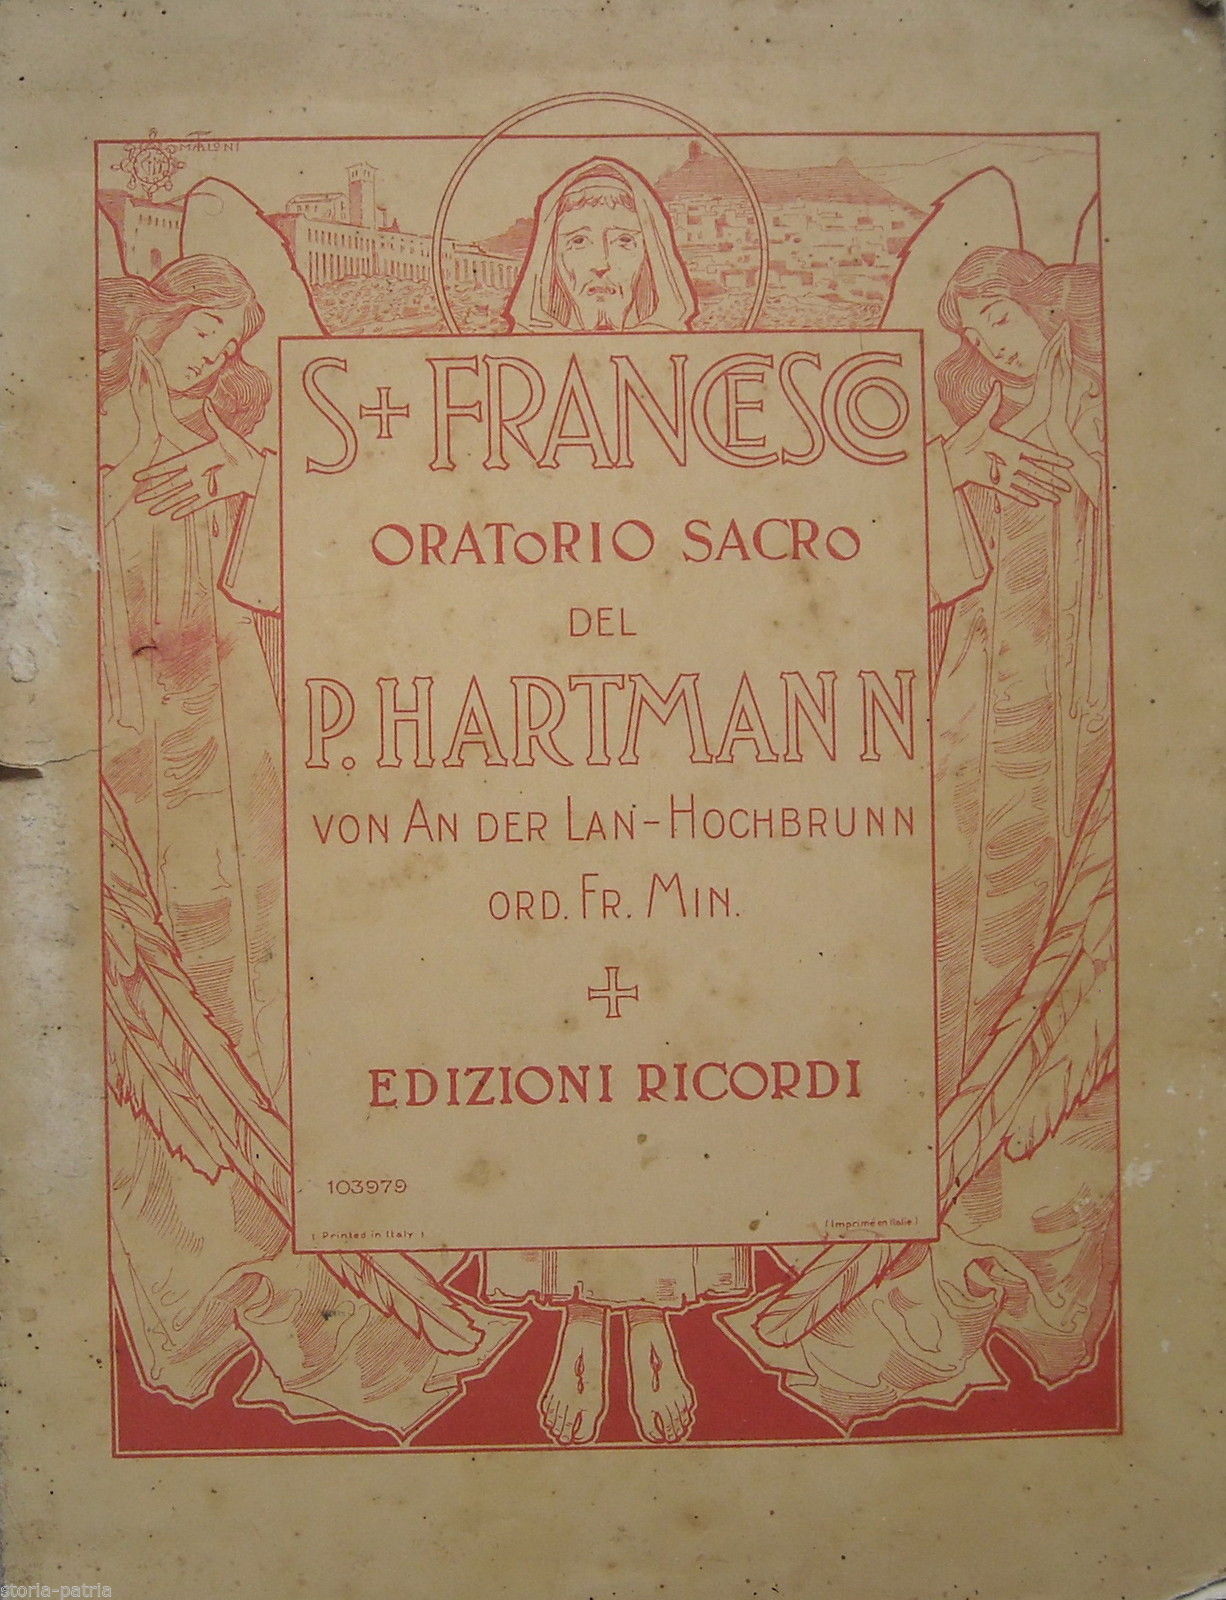 MATALONI
S+FRANCESCO
ORATORIO SACRO
DEL
P. HARTMANN
VON AN DER LAN-HOCHBRUNN
ORD. FR. MIN.
EDIZIONI RICORDI
103979
(Printed in Italy)
(Imprimé en Italie)
storia-patria